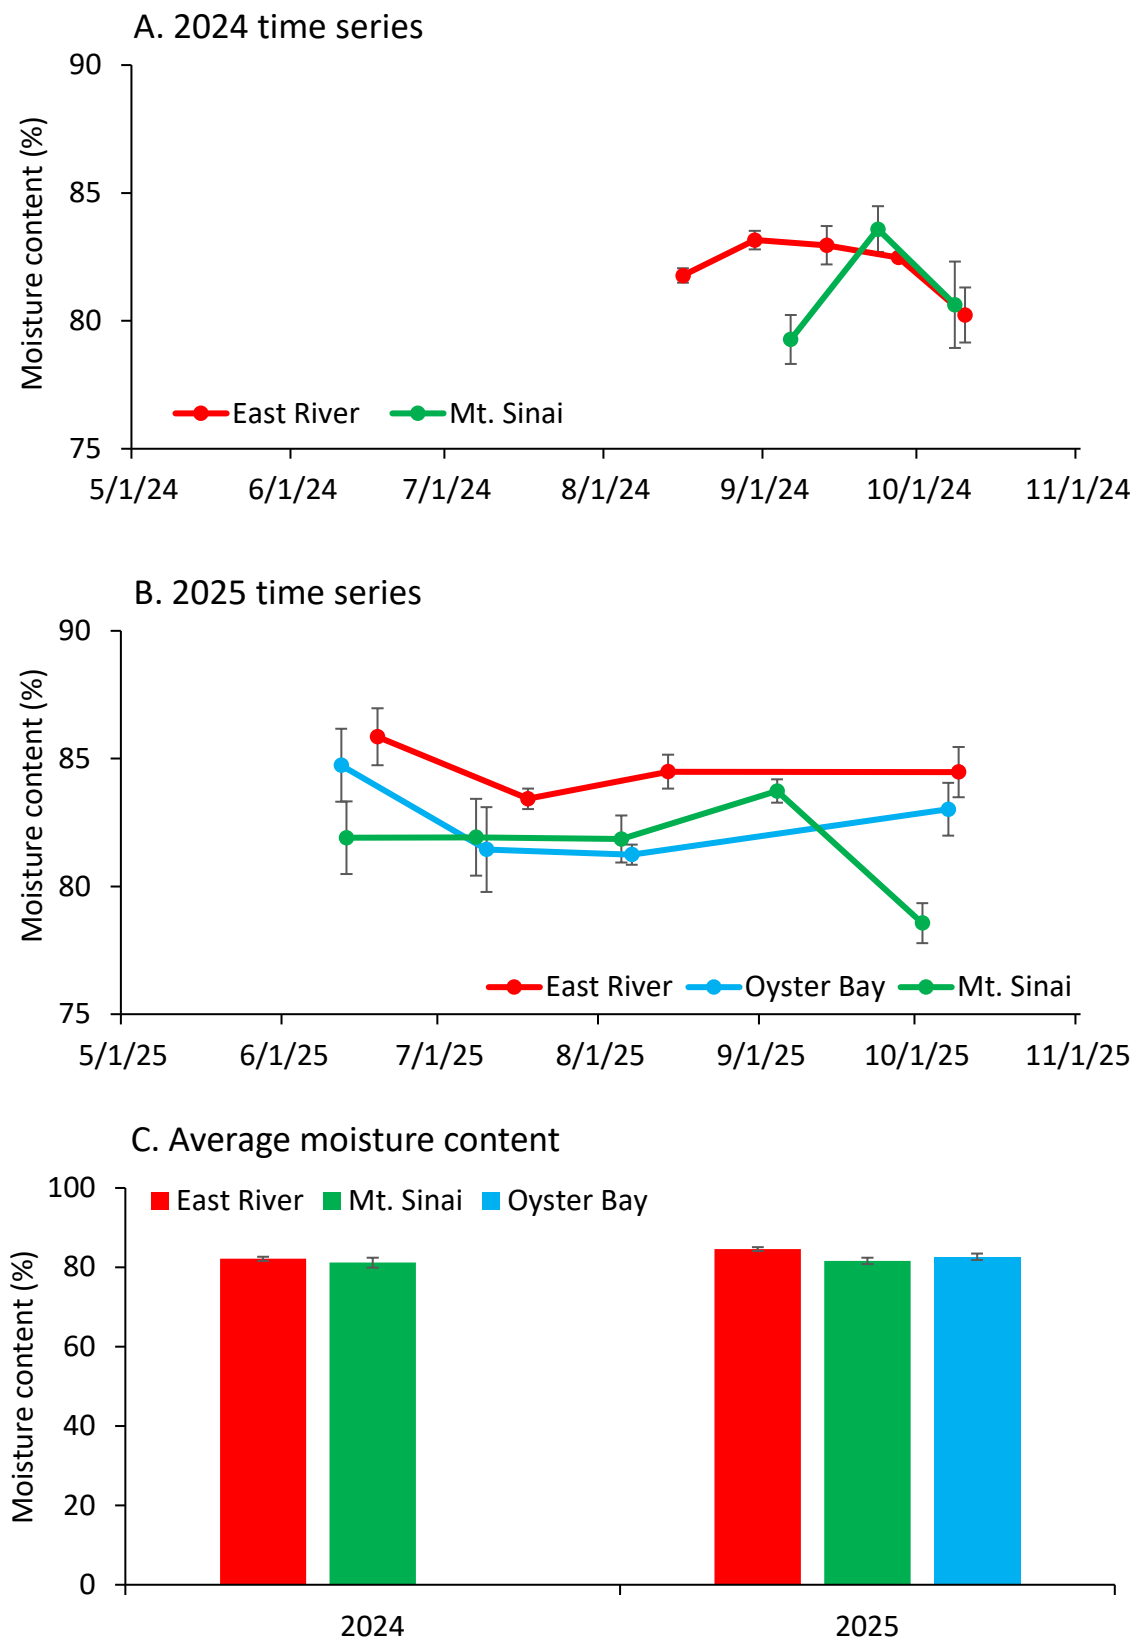 A. 2024 time series
90
85
80
75
Moisture content (%)
East River Mt. Sinai
5/1/24 6/1/24 7/1/24 8/1/24 9/1/24 10/1/24 11/1/24
B. 2025 time series
90
85
80
75
Moisture content (%)
East River Oyster Bay Mt. Sinai
5/1/25 6/1/25 7/1/25 8/1/25 9/1/25 10/1/25 11/1/25
C. Average moisture content
100
80
60
40
20
0
Moisture content (%)
East River Mt. Sinai Oyster Bay
2024 2025